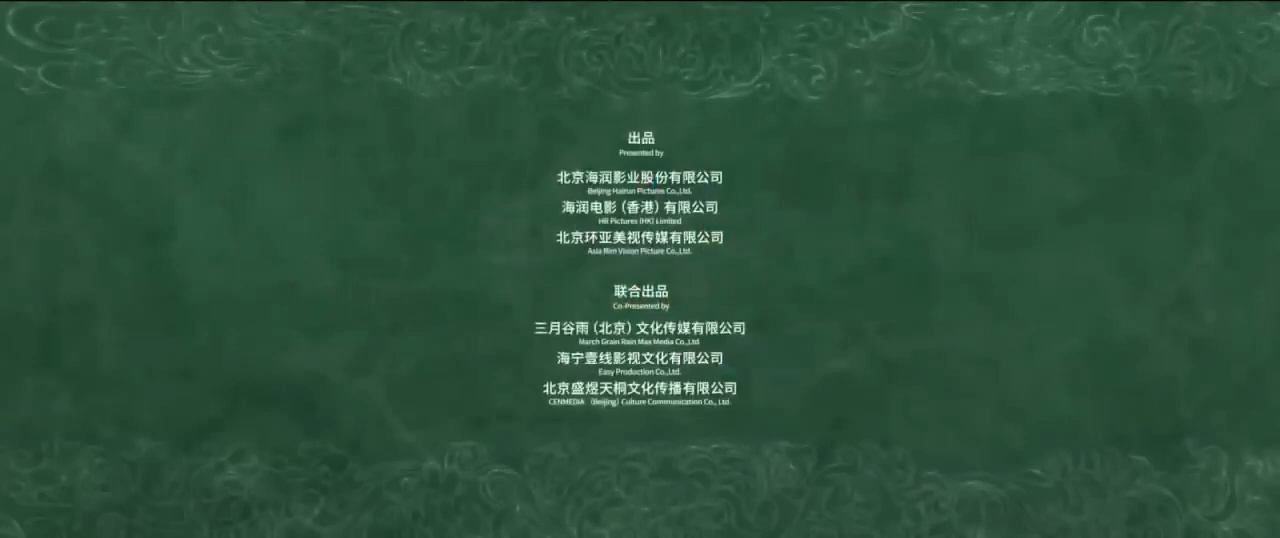 出品
Presented by
北京海润影业股份有限公司
Beijing Hairun Pictures Co.,Ltd.
海润电影（香港）有限公司
HR Pictures (HK) Limited
北京环亚美视传媒有限公司
Asia Rim Vision Picture Co.,Ltd.
联合出品
Co-Presented by
三月谷雨（北京）文化传媒有限公司
March Grain Rain Max Media Co.,Ltd.
海宁壹线影视文化有限公司
Easy Production Co.,Ltd.
北京盛煜天桐文化传播有限公司
CENMEDIA （Beijing) Culture Communication Co., Ltd.